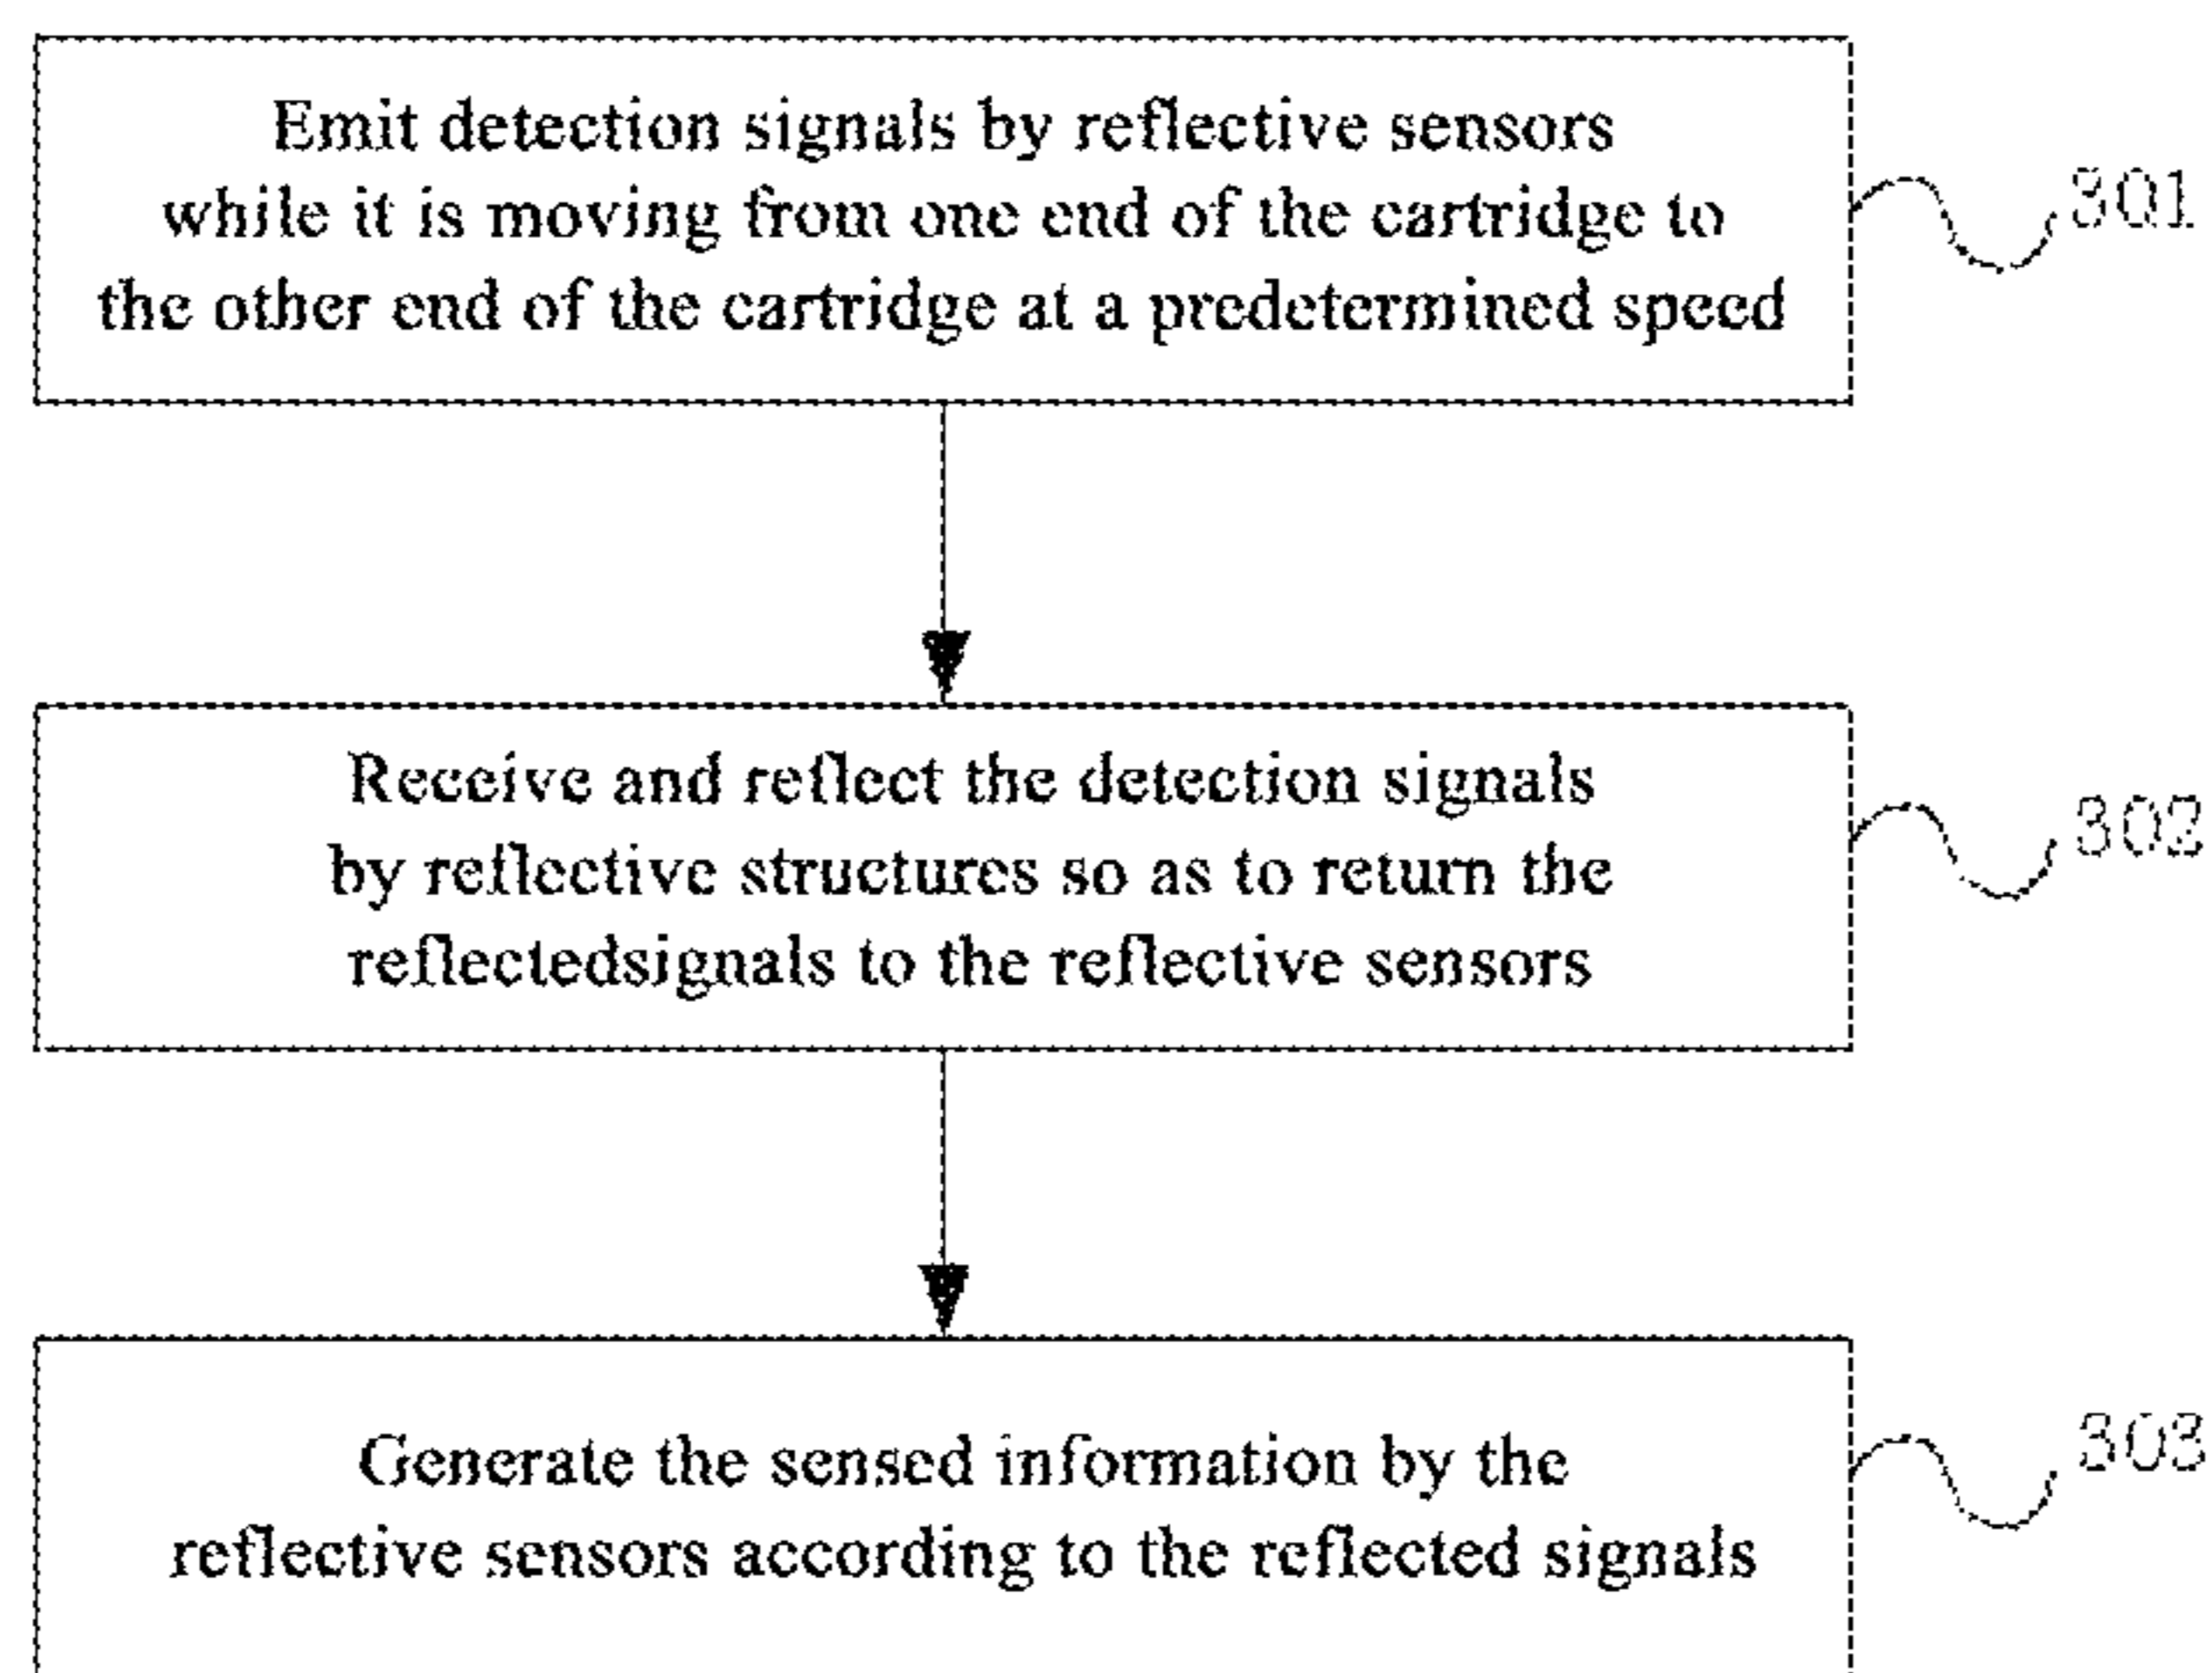 Emit detection signals by reflective sensors
while it is moving from one end of the cartridge to
the other end of the cartridge at a predetermined speed
301
Receive and reflect the detection signals
by reflective structures so as to return the
reflectedsignals to the reflective sensors
302
Generate the sensed information by the
reflective sensors according to the reflected signals
303